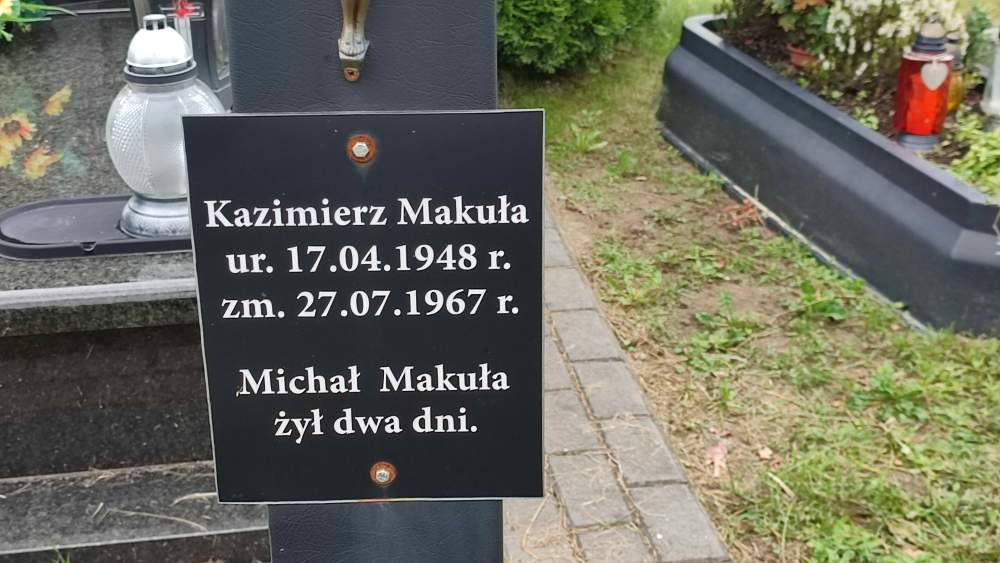 Kazimierz Makuła
ur. 17.04.1948 r.
zm. 27.07.1967 r.
Michał Makuła
żył dwa dni.